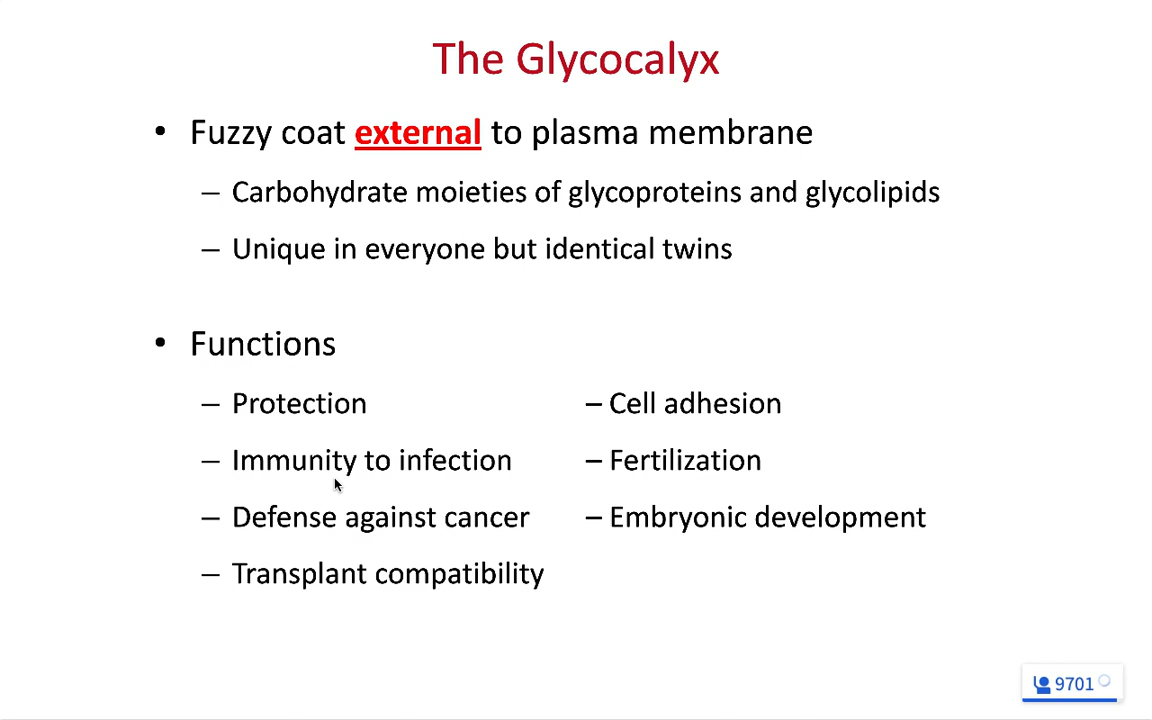 The Glycocalyx
• Fuzzy coat external to plasma membrane
– Carbohydrate moieties of glycoproteins and glycolipids
– Unique in everyone but identical twins
• Functions
– Protection
– Immunity to infection
– Defense against cancer
– Transplant compatibility
– Cell adhesion
– Fertilization
– Embryonic development
9701